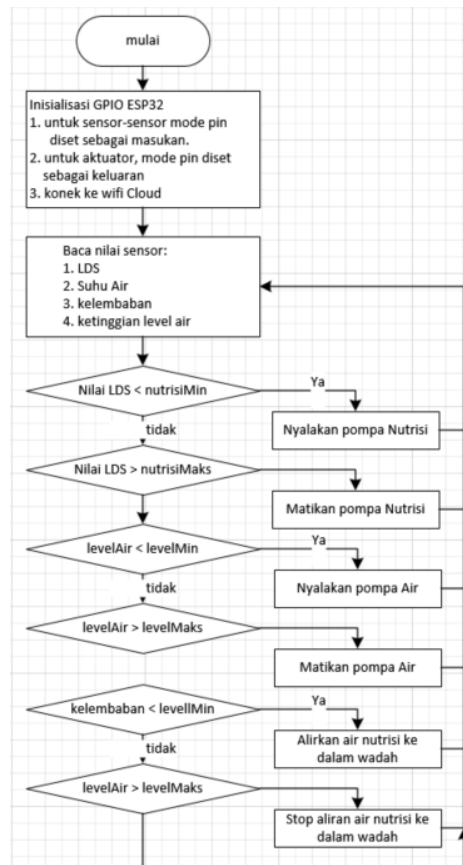 mulai
Inisialisasi GPIO ESP32
1. untuk sensor-sensor mode pin
diset sebagai masukan.
2. untuk aktuator, mode pin diset
sebagai keluaran
3. konek ke wifi Cloud
Baca nilai sensor:
1. LDS
2. Suhu Air
3. kelembaban
4. ketinggian level air
Nilai LDS < nutrisiMin
Ya
Nyalakan pompa Nutrisi
tidak
Nilai LDS > nutrisiMaks
Matikan pompa Nutrisi
levelAir < levelMin
Ya
Nyalakan pompa Air
tidak
levelAir > levelMaks
Matikan pompa Air
kelembaban < levellMin
Ya
Alirkan air nutrisi ke
dalam wadah
tidak
levelAir > levelMaks
Stop aliran air nutrisi ke
dalam wadah